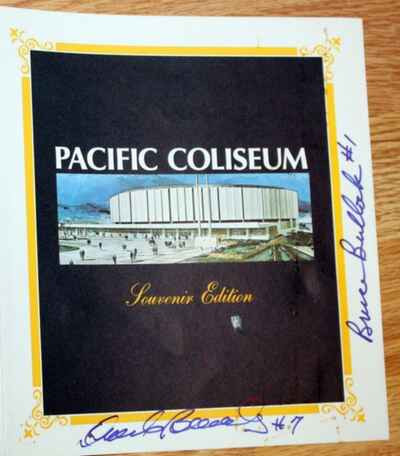 PACIFIC COLISEUM
Souvenir Edition
Bruce Bullock #1
#7